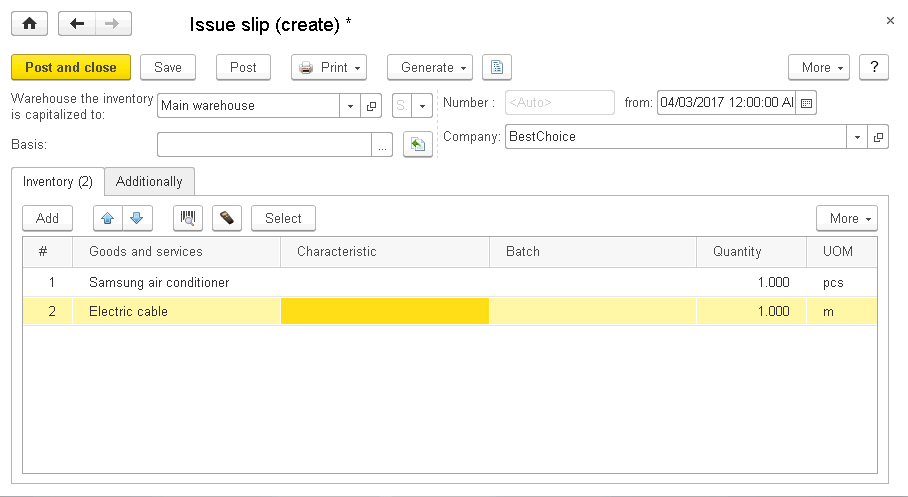 Issue slip (create) *
Post and close Save Post Print Generate More ?
Warehouse the inventory is capitalized to: Main warehouse S. Number : <Auto> from: 04/03/2017 12:00:00 Al
Basis: ... Company: BestChoice
Inventory (2) Additionally
Add Select More
# Goods and services Characteristic Batch Quantity UOM
1 Samsung air conditioner 1.000 pcs
2 Electric cable 1.000 m